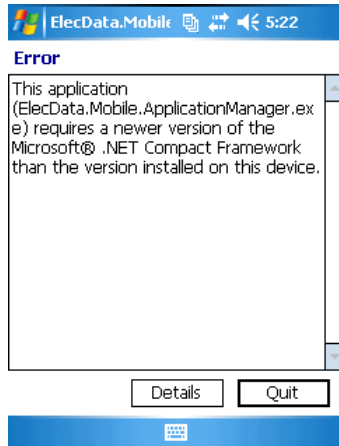 ElecData.Mobile 5:22
Error
This application
(ElecData.Mobile.ApplicationManager.ex
e) requires a newer version of the
Microsoft® .NET Compact Framework
than the version installed on this device.
Details Quit